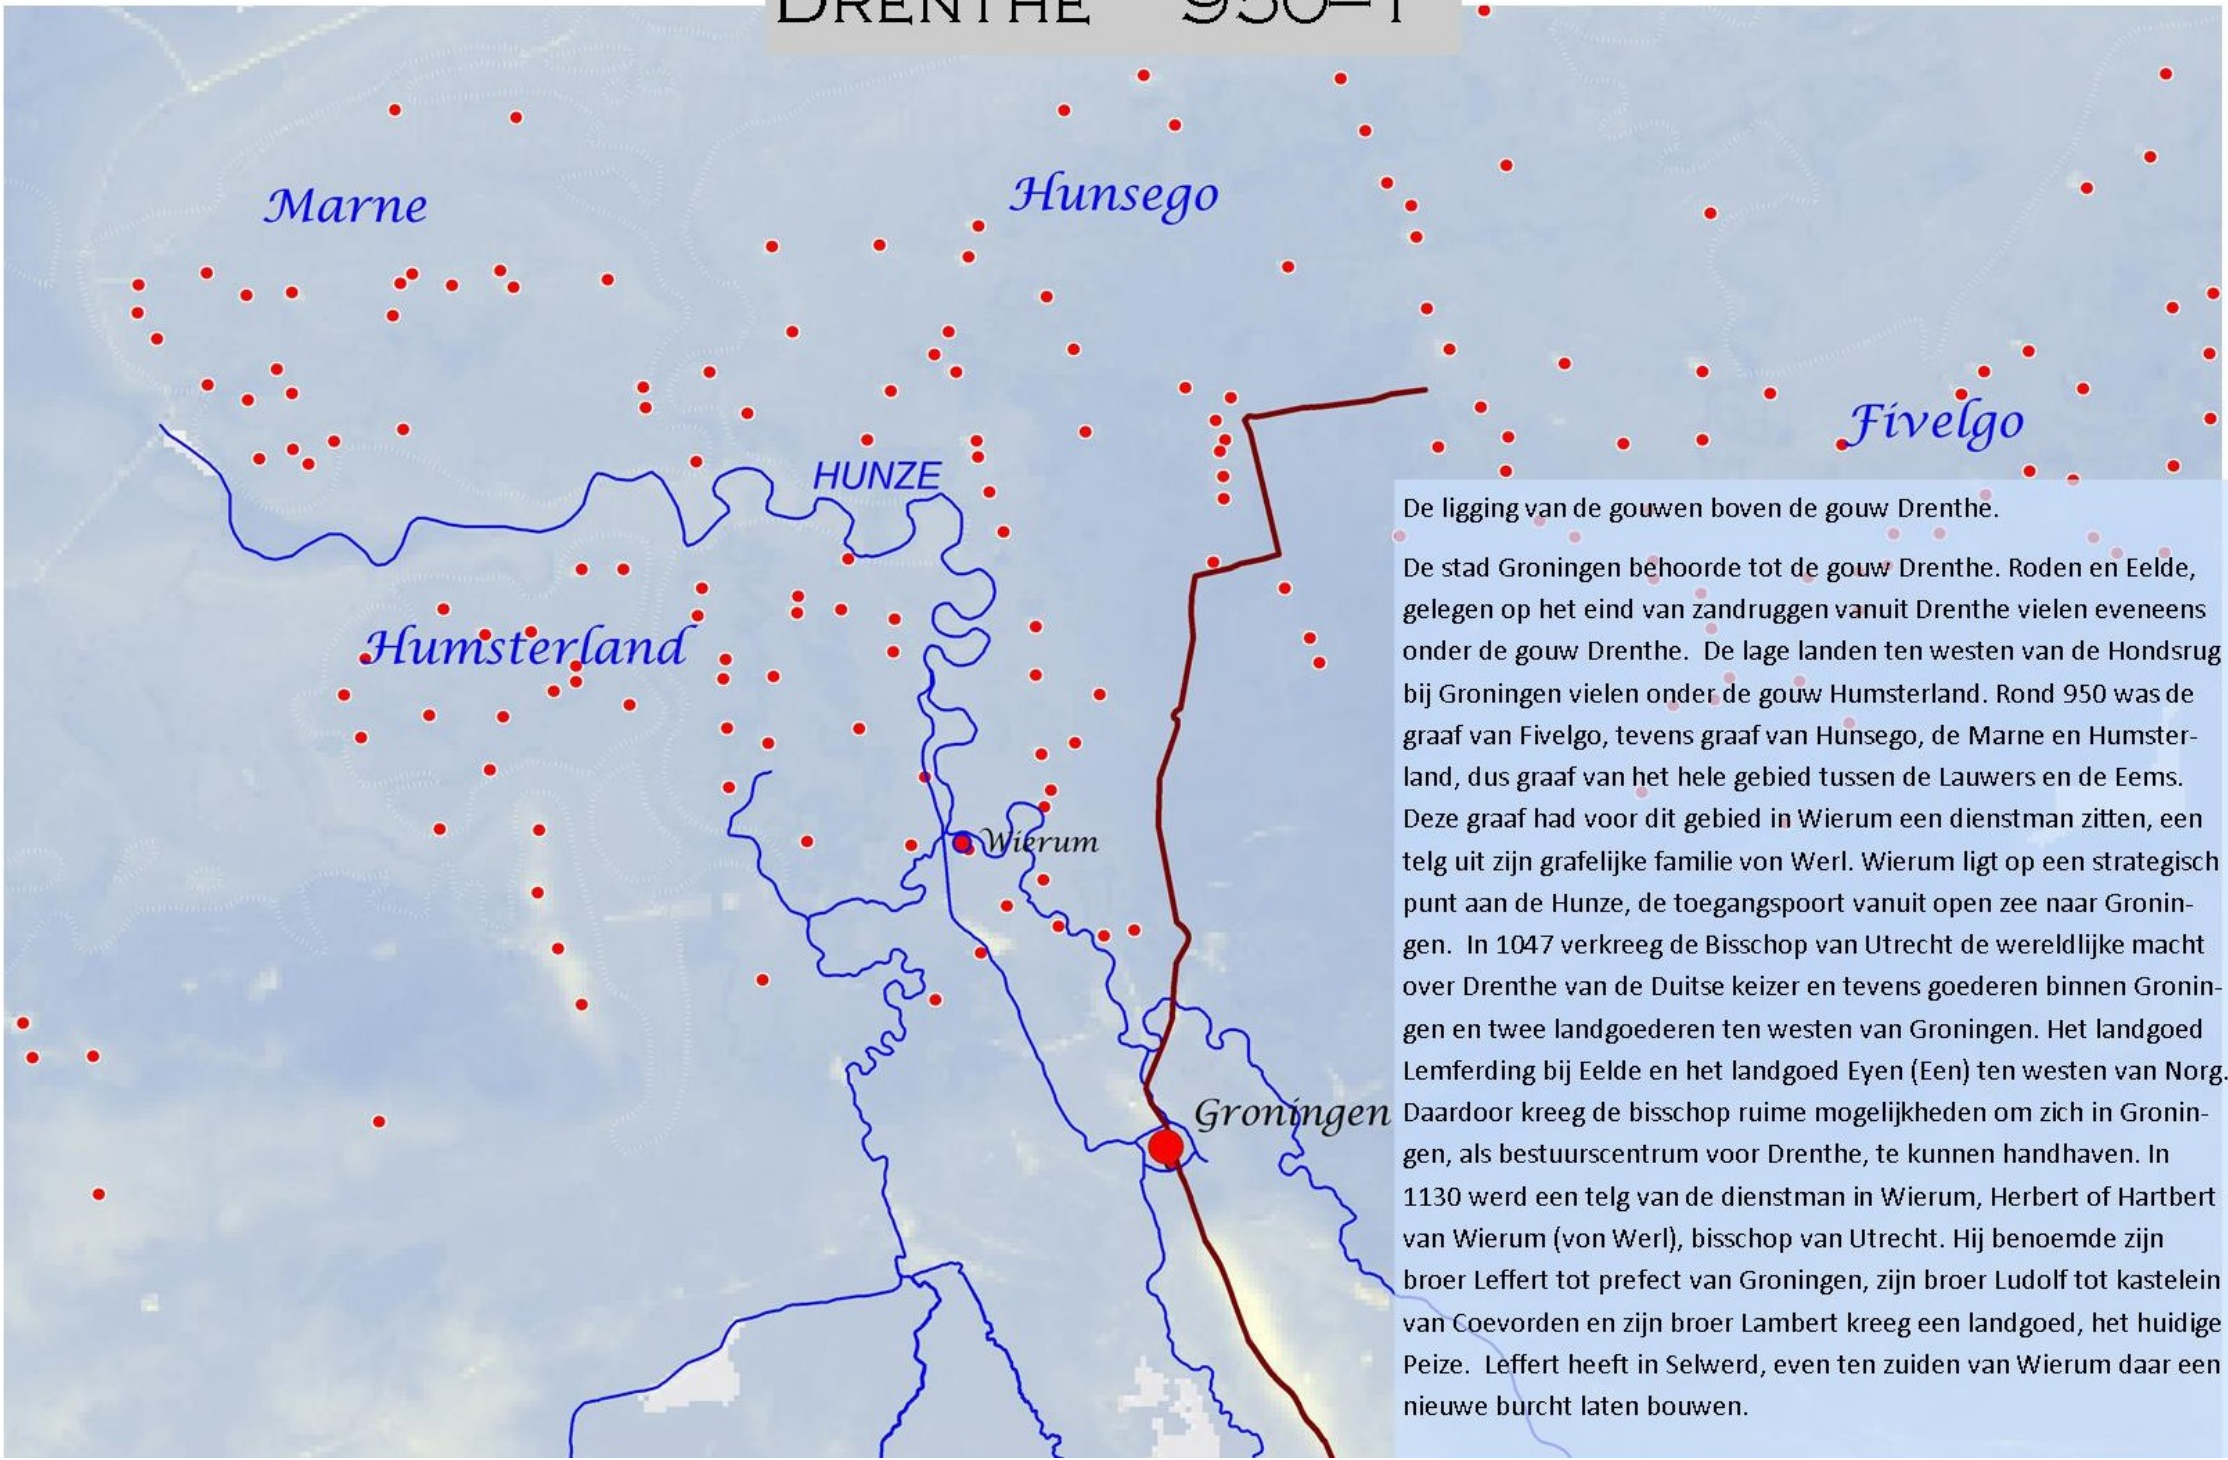 DRENTHE 950-1
Marne
Hunsego
Fivelgo
HUNZE
Humsterland
Wierum
Groningen
De ligging van de gouwen boven de gouw Drenthe.
De stad Groningen behoorde tot de gouw Drenthe. Roden en Eelde,
gelegen op het eind van zandruggen vanuit Drenthe vielen eveneens
onder de gouw Drenthe. De lage landen ten westen van de Hondsrug
bij Groningen vielen onder de gouw Humsterland. Rond 950 was de
graaf van Fivelgo, tevens graaf van Hunsego, de Marne en Humster-
land, dus graaf van het hele gebied tussen de Lauwers en de Eems.
Deze graaf had voor dit gebied in Wierum een dienstman zitten, een
telg uit zijn grafelijke familie von Werl. Wierum ligt op een strategisch
punt aan de Hunze, de toegangspoort vanuit open zee naar Gronin-
gen. In 1047 verkreeg de Bisschop van Utrecht de wereldlijke macht
over Drenthe van de Duitse keizer en tevens goederen binnen Gronin-
gen en twee landgoederen ten westen van Groningen. Het landgoed
Lemferding bij Eelde en het landgoed Eyen (Een) ten westen van Norg.
Daardoor kreeg de bisschop ruime mogelijkheden om zich in Gronin-
gen, als bestuurscentrum voor Drenthe, te kunnen handhaven. In
1130 werd een telg van de dienstman in Wierum, Herbert of Hartbert
van Wierum (von Werl), bisschop van Utrecht. Hij benoemde zijn
broer Leffert tot prefect van Groningen, zijn broer Ludolf tot kastelein
van Coevorden en zijn broer Lambert kreeg een landgoed, het huidige
Peize. Leffert heeft in Selwerd, even ten zuiden van Wierum daar een
nieuwe burcht laten bouwen.